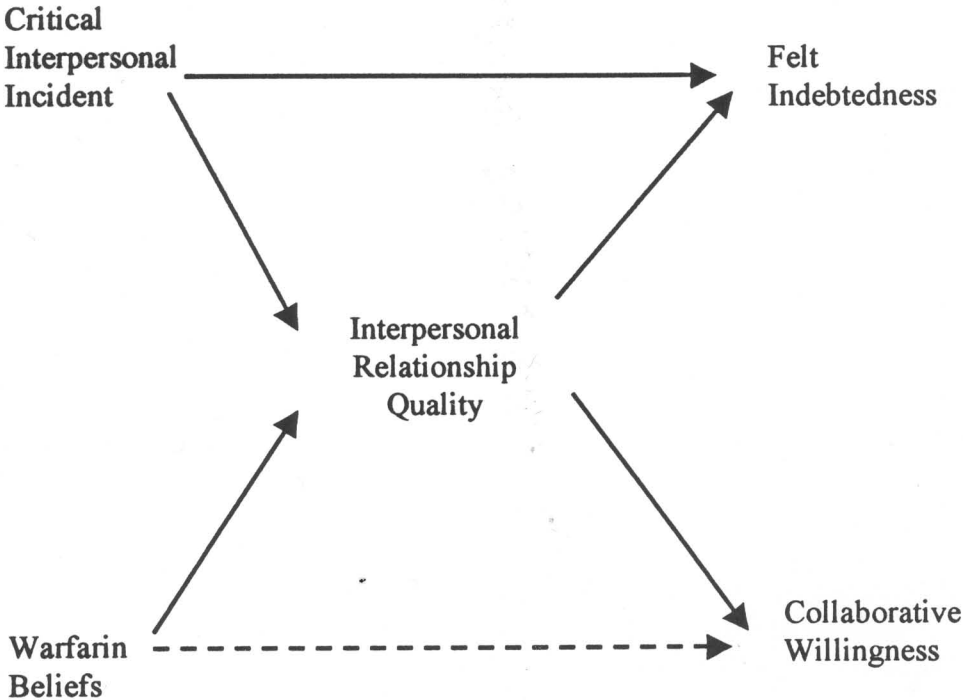 Critical
Interpersonal
Incident
Felt
Indebtedness
Interpersonal
Relationship
Quality
Collaborative
Willingness
Warfarin
Beliefs